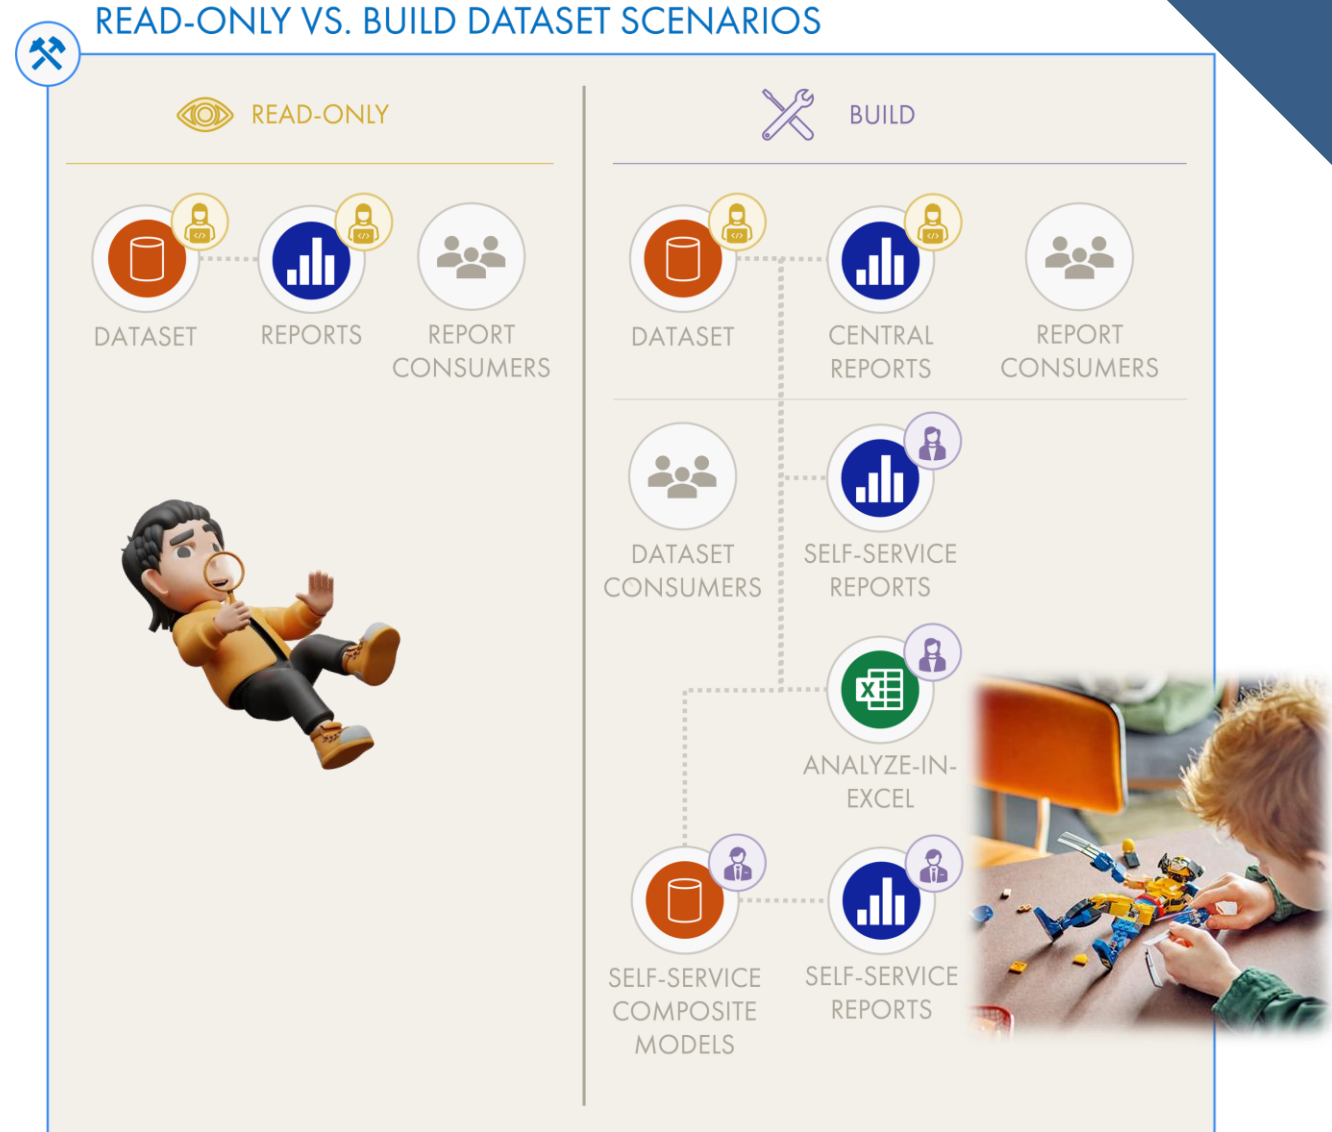 READ-ONLY VS. BUILD DATASET SCENARIOS
READ-ONLY
BUILD
DATASET
REPORTS
REPORT
CONSUMERS
DATASET
CENTRAL
REPORTS
REPORT
CONSUMERS
DATASET
CONSUMERS
SELF-SERVICE
REPORTS
ANALYZE-IN-
EXCEL
SELF-SERVICE
COMPOSITE
MODELS
SELF-SERVICE
REPORTS